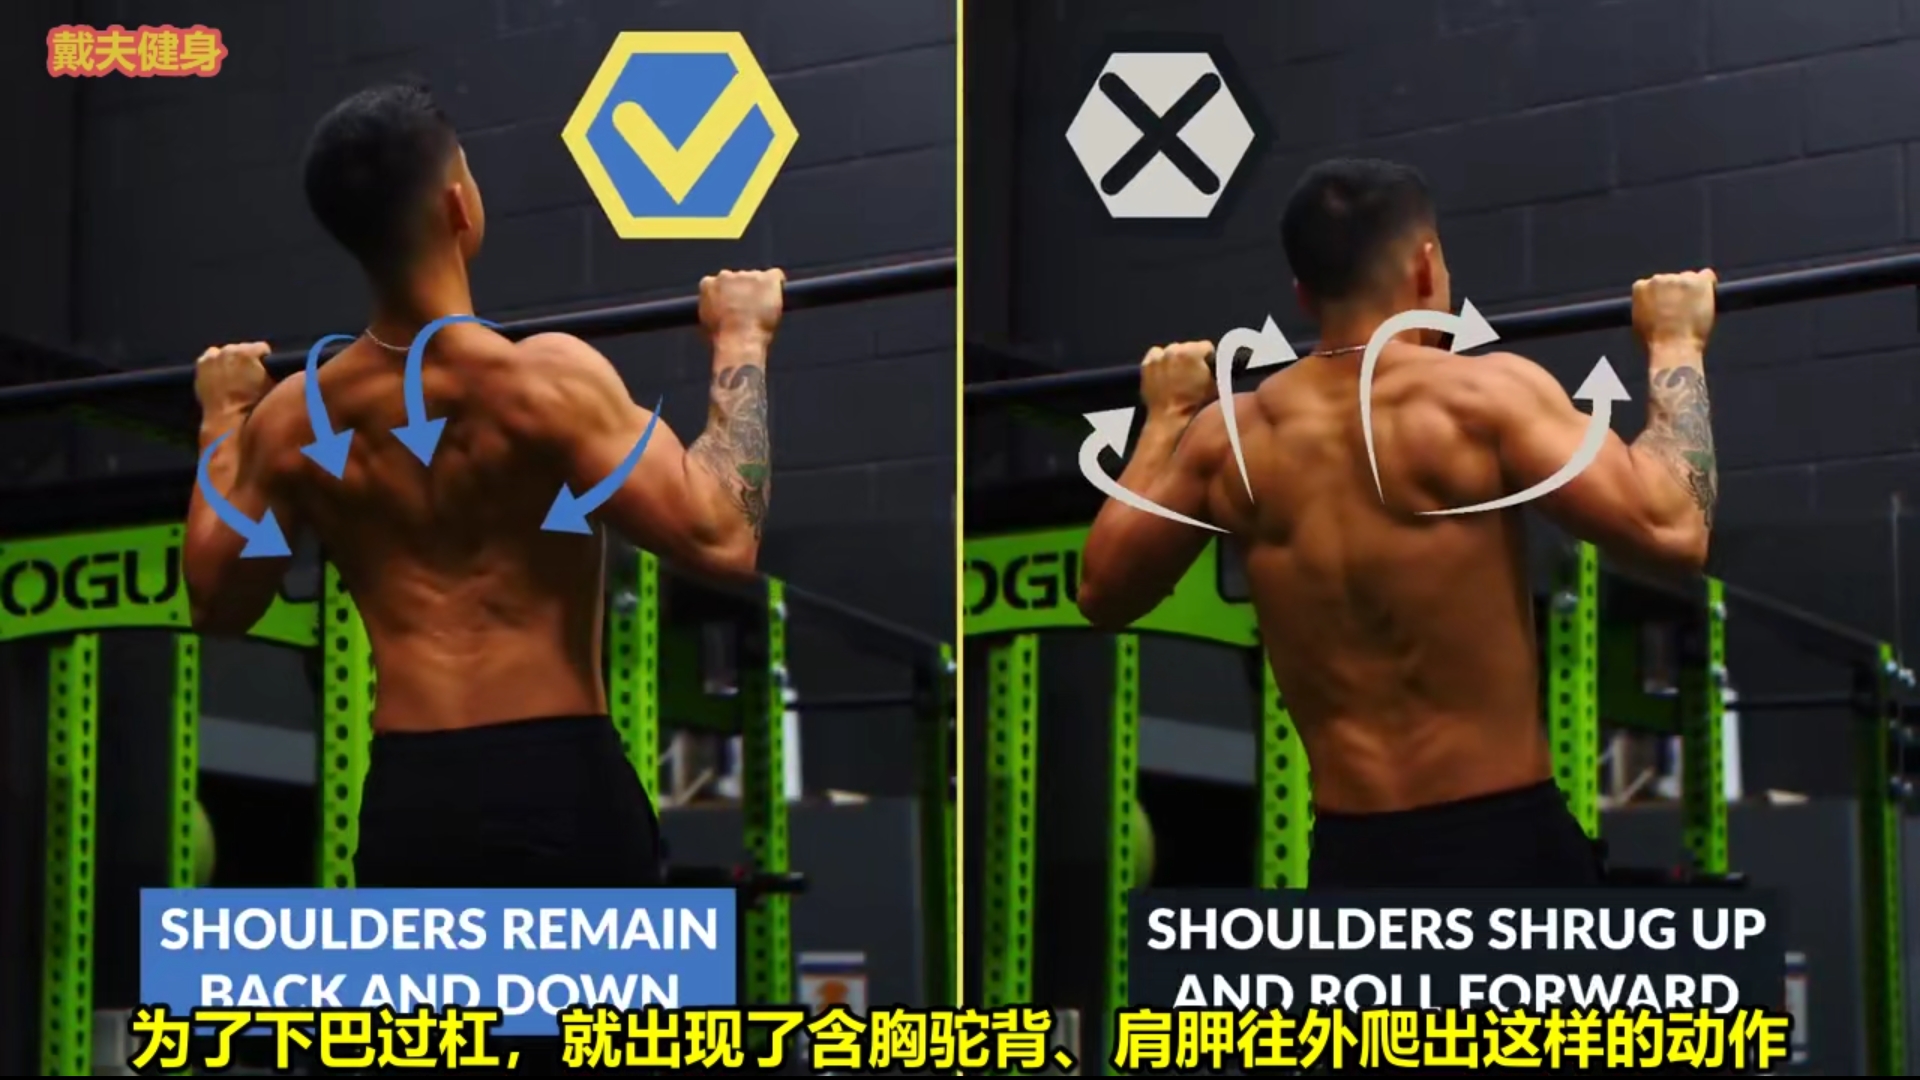 戴夫健身
OGU
OGU
SHOULDERS REMAIN
BACK AND DOWN
SHOULDERS SHRUG UP
AND ROLL FORWARD
为了下巴过杠，就出现了含胸驼背、肩胛往外爬出这样的动作